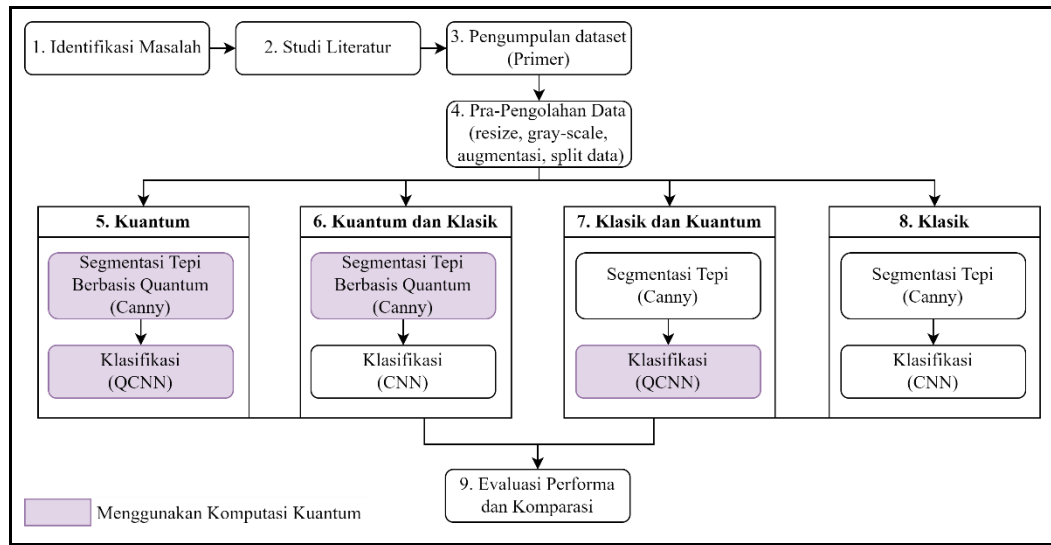 1. Identifikasi Masalah
2. Studi Literatur
3. Pengumpulan dataset
(Primer)
4. Pra-Pengolahan Data
(resize, gray-scale,
augmentasi, split data)
5. Kuantum
Segmentasi Tepi
Berbasis Quantum
(Canny)
Klasifikasi
(QCNN)
6. Kuantum dan Klasik
Segmentasi Tepi
Berbasis Quantum
(Canny)
Klasifikasi
(CNN)
7. Klasik dan Kuantum
Segmentasi Tepi
(Canny)
Klasifikasi
(QCNN)
8. Klasik
Segmentasi Tepi
(Canny)
Klasifikasi
(CNN)
9. Evaluasi Performa
dan Komparasi
Menggunakan Komputasi Kuantum